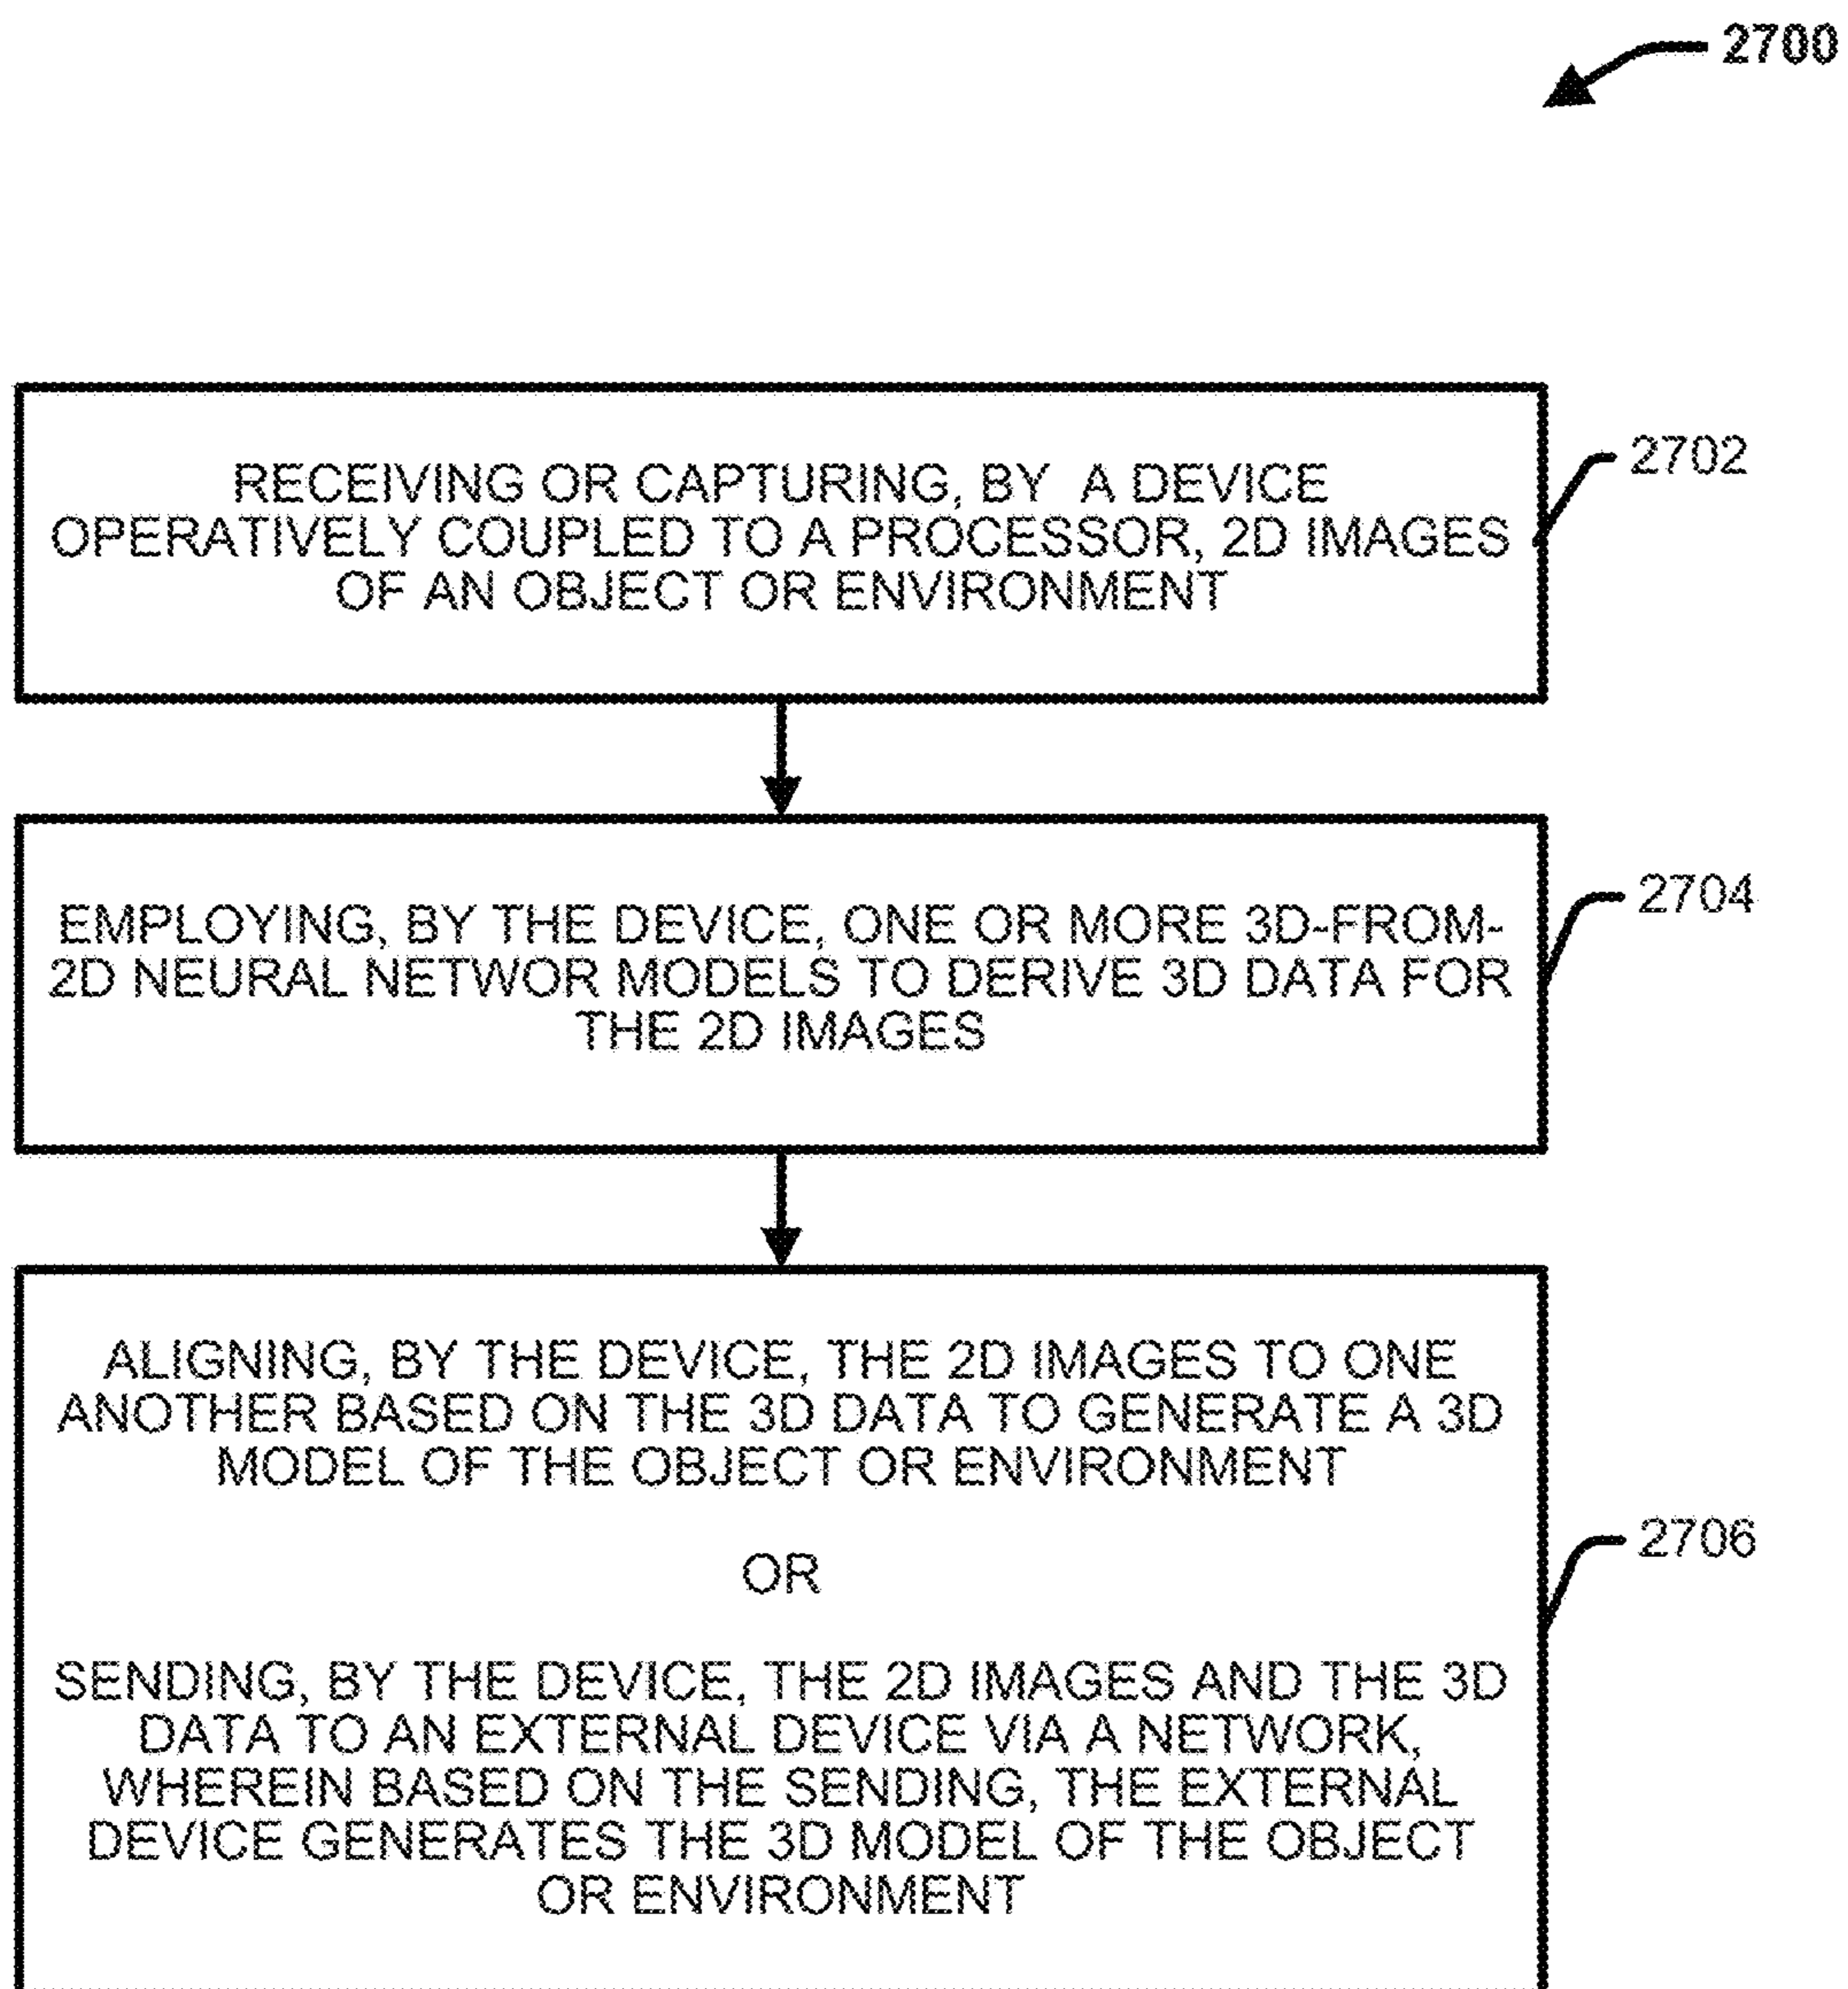 2700
RECEIVING OR CAPTURING, BY A DEVICE
OPERATIVELY COUPLED TO A PROCESSOR, 2D IMAGES
OF AN OBJECT OR ENVIRONMENT
2702
EMPLOYING, BY THE DEVICE, ONE OR MORE 3D-FROM-
2D NEURAL NETWOR MODELS TO DERIVE 3D DATA FOR
THE 2D IMAGES
2704
ALIGNING, BY THE DEVICE, THE 2D IMAGES TO ONE
ANOTHER BASED ON THE 3D DATA TO GENERATE A 3D
MODEL OF THE OBJECT OR ENVIRONMENT
OR
SENDING, BY THE DEVICE, THE 2D IMAGES AND THE 3D
DATA TO AN EXTERNAL DEVICE VIA A NETWORK,
WHEREIN BASED ON THE SENDING, THE EXTERNAL
DEVICE GENERATES THE 3D MODEL OF THE OBJECT
OR ENVIRONMENT
2706